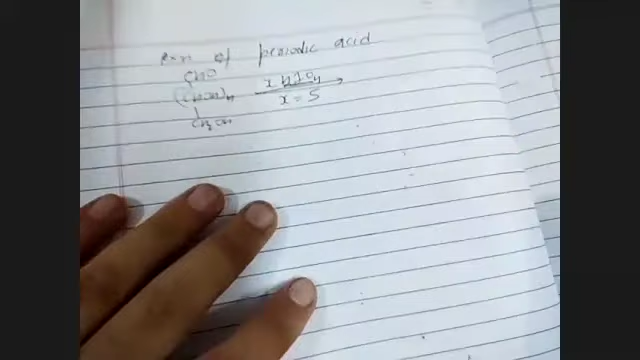 rxn of periodic acid
CHO
(CHOH)4 x HIO4
x = 5
CH2OH